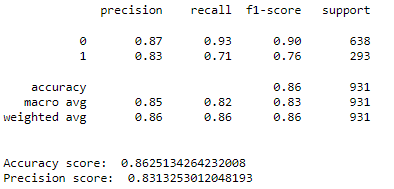 precision recall f1-score support
0 0.87 0.93 0.90 638
1 0.83 0.71 0.76 293
accuracy 0.86 931
macro avg 0.85 0.82 0.83 931
weighted avg 0.86 0.86 0.86 931
Accuracy score: 0.8625134264232008
Precision score: 0.8313253012048193